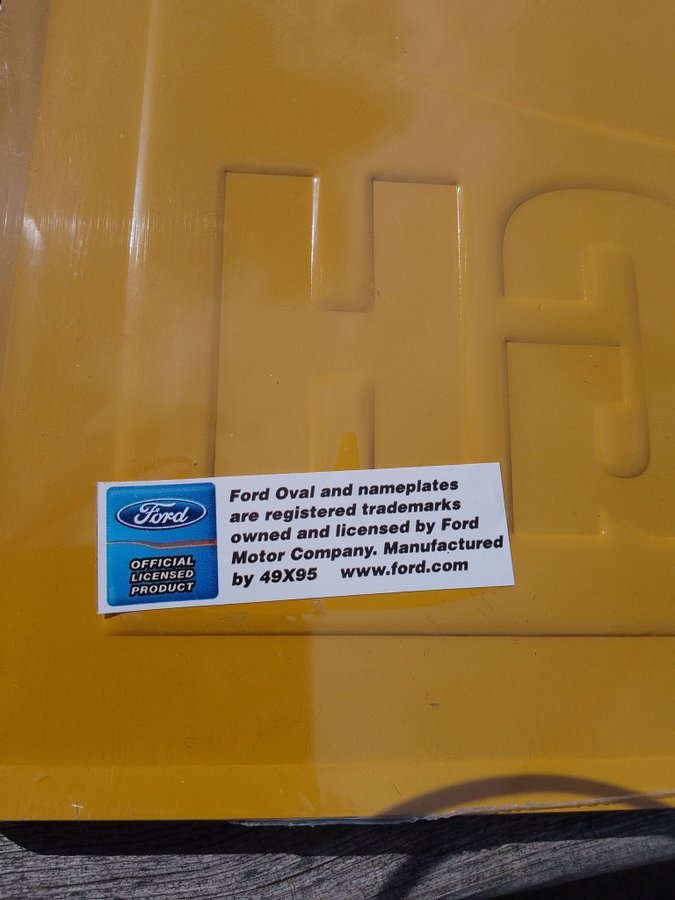 Ford
OFFICIAL
LICENSED
PRODUCT
Ford Oval and nameplates
are registered trademarks
owned and licensed by Ford
Motor Company. Manufactured
by 49X95 www.ford.com